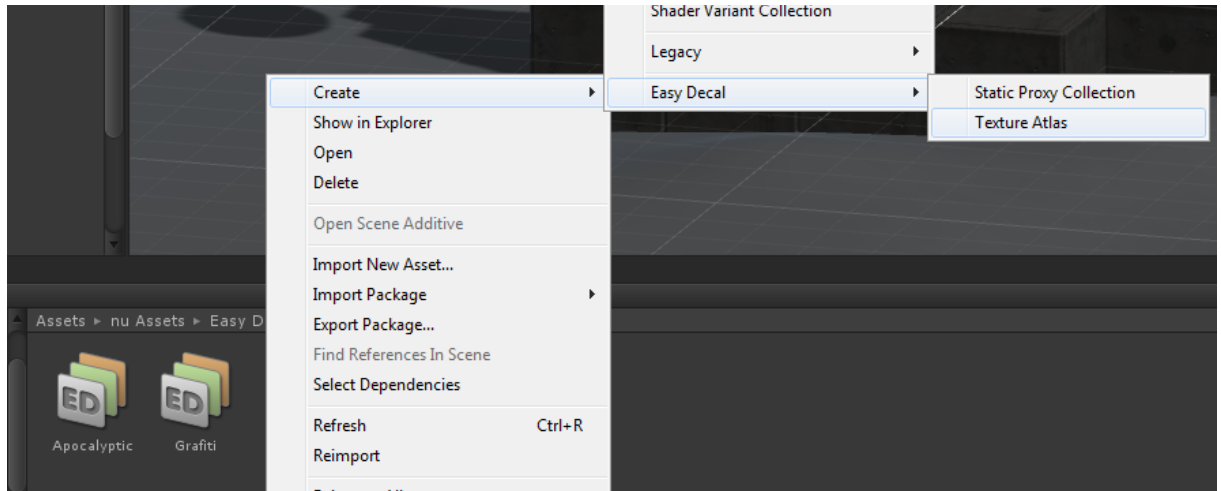 Shader Variant Collection
Legacy
Easy Decal
Static Proxy Collection
Texture Atlas
Create
Show in Explorer
Open
Delete
Open Scene Additive
Import New Asset...
Import Package
Export Package...
Find References In Scene
Select Dependencies
Refresh Ctrl+R
Reimport
Assets ▸ nu Assets ▸ Easy D
ED
ED
Apocalyptic
Grafiti